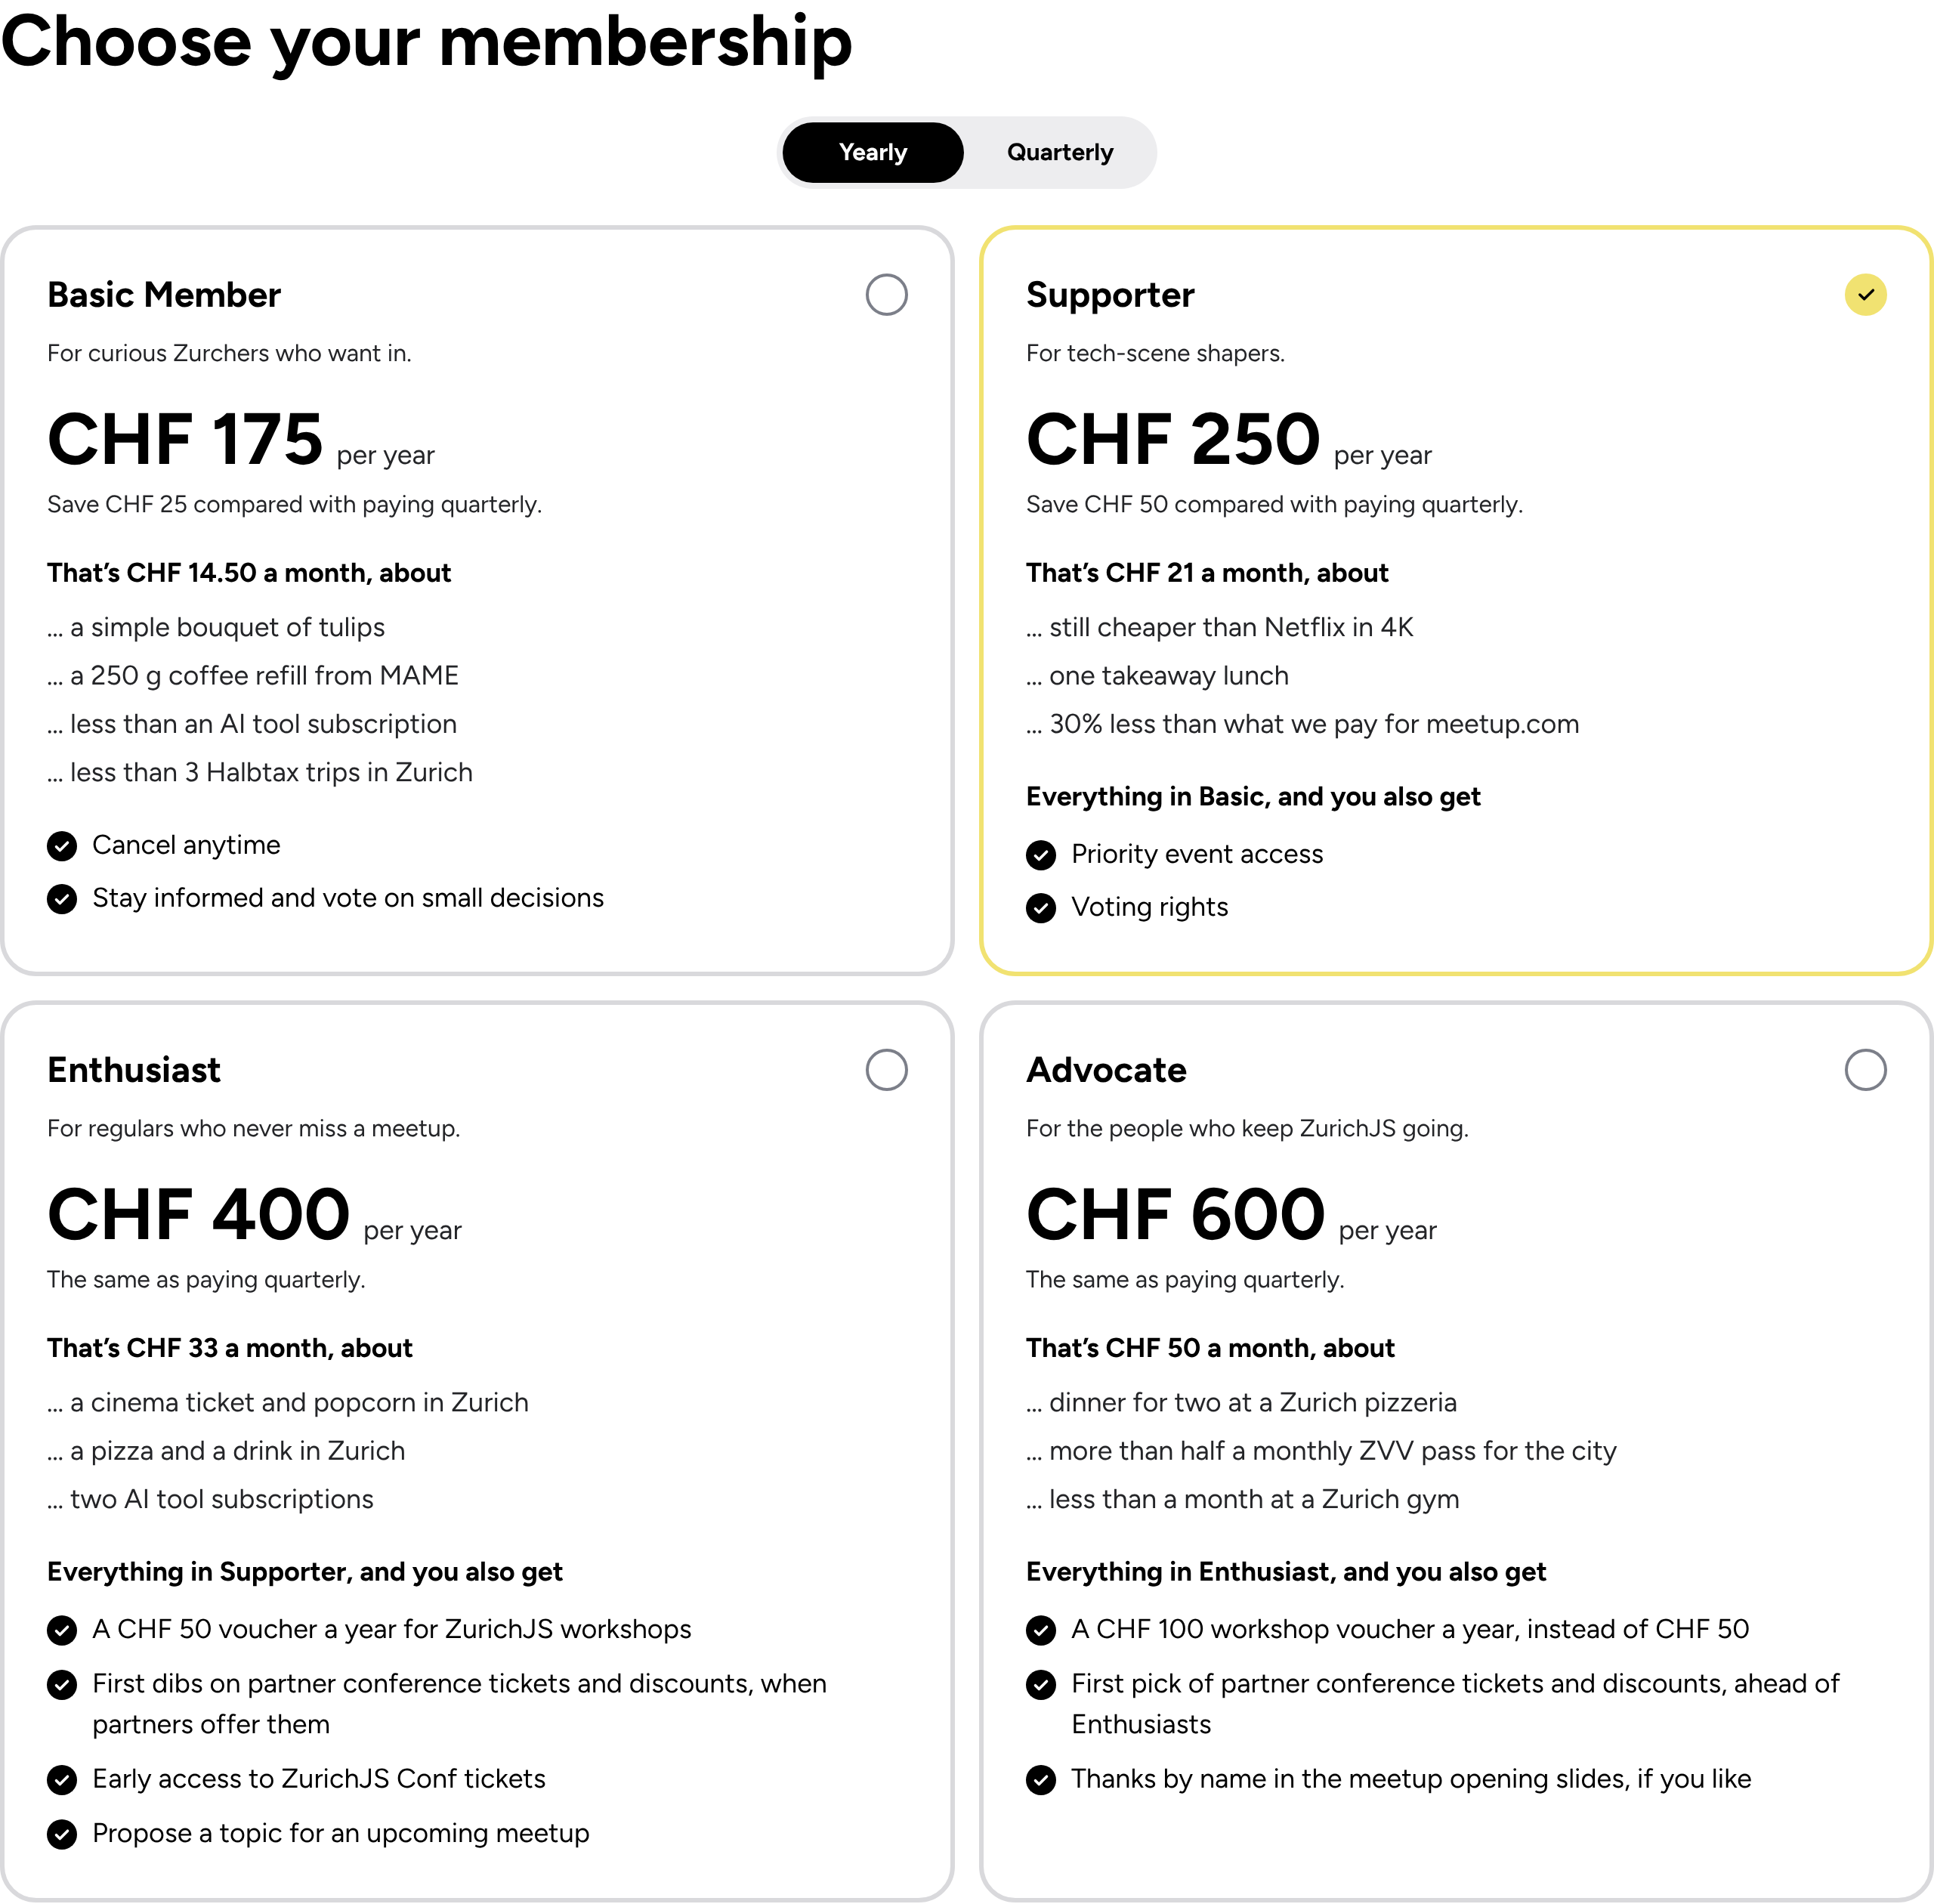 Choose your membership
Yearly
Quarterly
Basic Member
For curious Zurchers who want in.
CHF 175 per year
Save CHF 25 compared with paying quarterly.
That’s CHF 14.50 a month, about
... a simple bouquet of tulips
... a 250 g coffee refill from MAME
... less than an AI tool subscription
... less than 3 Halbtax trips in Zurich
Cancel anytime
Stay informed and vote on small decisions
Supporter
For tech-scene shapers.
CHF 250 per year
Save CHF 50 compared with paying quarterly.
That’s CHF 21 a month, about
... still cheaper than Netflix in 4K
... one takeaway lunch
... 30% less than what we pay for meetup.com
Everything in Basic, and you also get
Priority event access
Voting rights
Enthusiast
For regulars who never miss a meetup.
CHF 400 per year
The same as paying quarterly.
That’s CHF 33 a month, about
... a cinema ticket and popcorn in Zurich
... a pizza and a drink in Zurich
... two AI tool subscriptions
Everything in Supporter, and you also get
A CHF 50 voucher a year for ZurichJS workshops
First dibs on partner conference tickets and discounts, when
partners offer them
Early access to ZurichJS Conf tickets
Propose a topic for an upcoming meetup
Advocate
For the people who keep ZurichJS going.
CHF 600 per year
The same as paying quarterly.
That’s CHF 50 a month, about
... dinner for two at a Zurich pizzeria
... more than half a monthly ZVV pass for the city
... less than a month at a Zurich gym
Everything in Enthusiast, and you also get
A CHF 100 workshop voucher a year, instead of CHF 50
First pick of partner conference tickets and discounts, ahead of
Enthusiasts
Thanks by name in the meetup opening slides, if you like